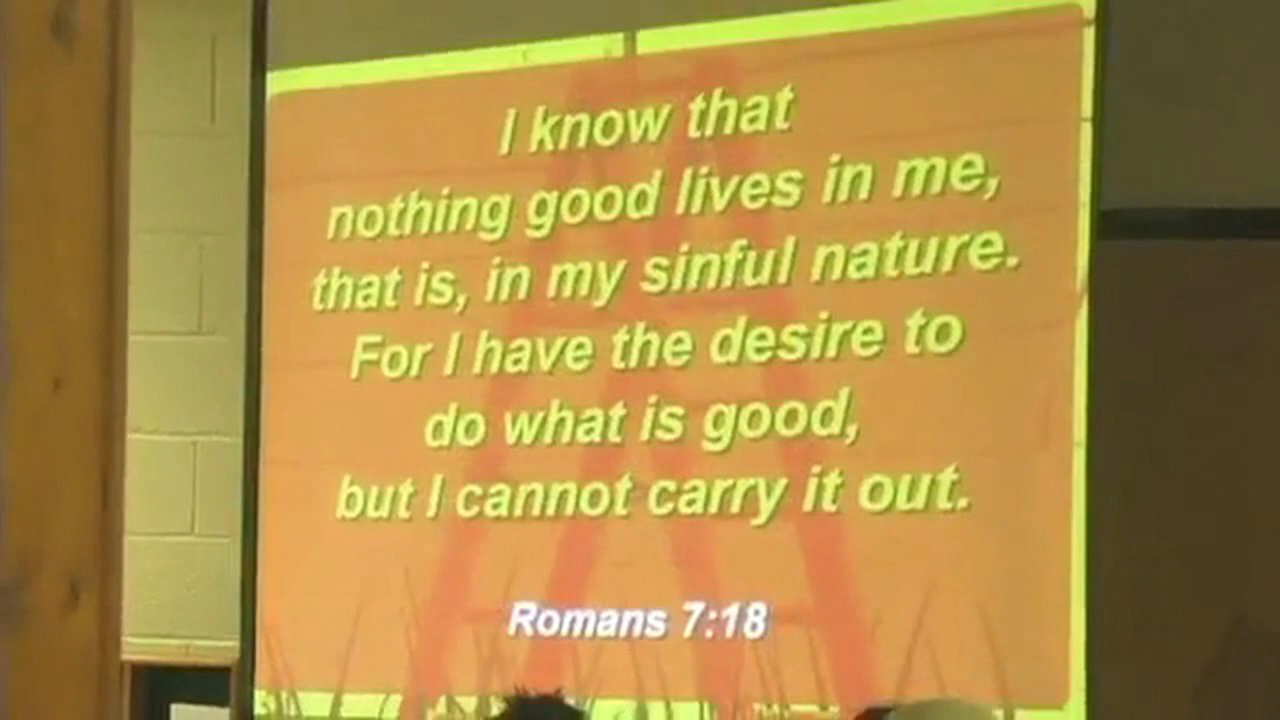 I know that
nothing good lives in me,
that is, in my sinful nature.
For I have the desire to
do what is good,
but I cannot carry it out.
Romans 7:18